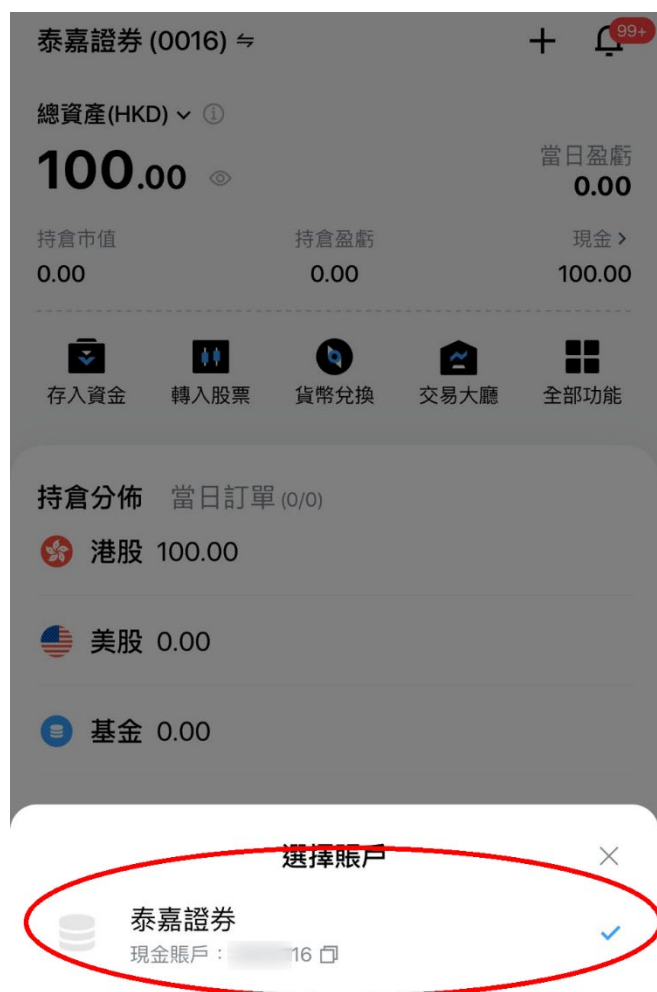 泰嘉證券 (0016) ⇋
99+
總資產(HKD)
100.00
當日盈虧
0.00
持倉市值 持倉盈虧 現金 >
0.00 0.00 100.00
存入資金 轉入股票 貨幣兌換 交易大廳 全部功能
持倉分佈 當日訂單 (0/0)
港股 100.00
美股 0.00
基金 0.00
選擇賬戶
泰嘉證券
現金賬戶： 16